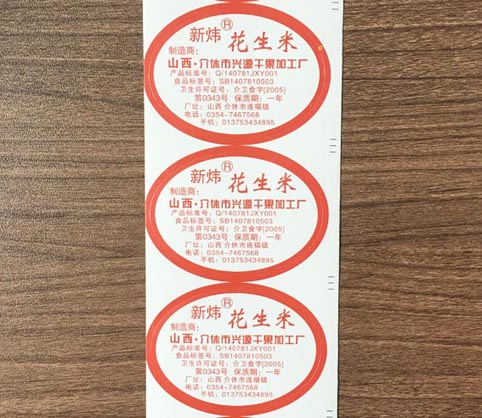 新炜® 花生米
制造商:
山西·介休市兴源干果加工厂
产品标准号: Q/140781JXY001
食品标签号: SB1407810503
卫生许可证号: 介卫食字[2005]
第0343号 保质期: 一年
厂址: 山西 介休市连福镇
电话: 0354-7467568
手机: 013753434895
新炜® 花生米
制造商:
山西·介休市兴源干果加工厂
产品标准号: Q/140781JXY001
食品标签号: SB1407810503
卫生许可证号: 介卫食字[2005]
第0343号 保质期: 一年
厂址: 山西 介休市连福镇
电话: 0354-7467568
手机: 013753434895
新炜® 花生米
制造商:
山西·介休市兴源干果加工厂
产品标准号: Q/140781JXY001
食品标签号: SB1407810503
卫生许可证号: 介卫食字[2005]
第0343号 保质期: 一年
厂址: 山西 介休市连福镇
电话: 0354-7467568
手机: 013753434895